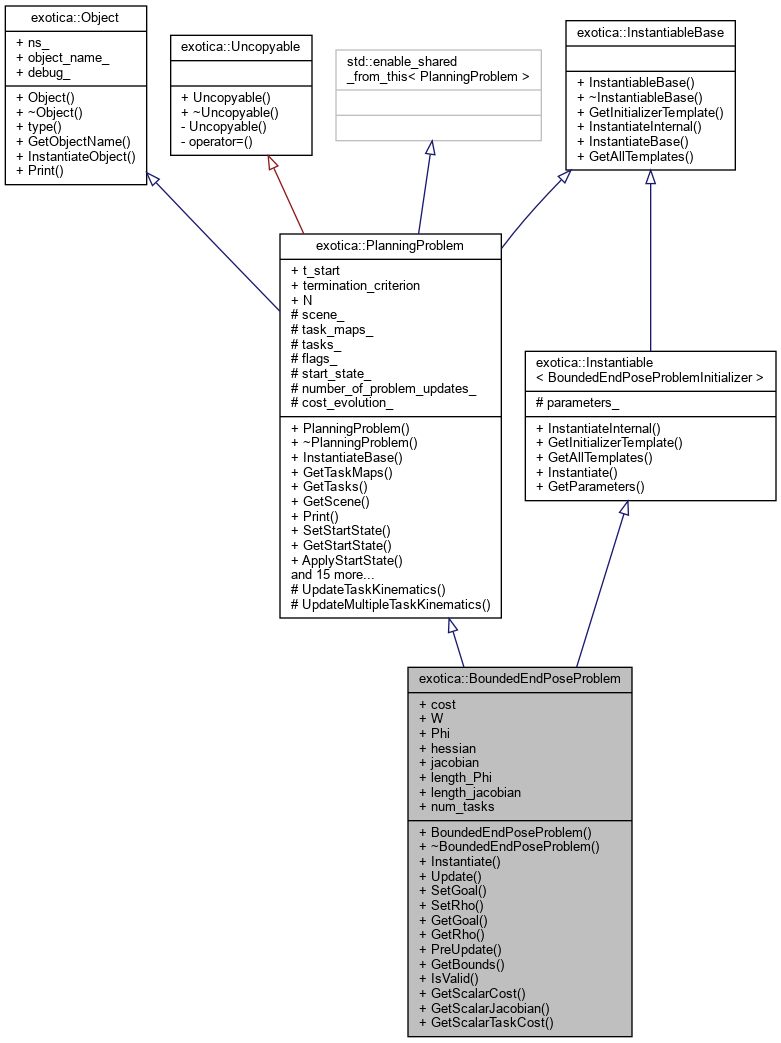 exotica::Object
+ ns_
+ object_name_
+ debug_
+ Object()
+ ~Object()
+ type()
+ GetObjectName()
+ InstantiateObject()
+ Print()
exotica::Uncopyable
+ Uncopyable()
+ ~Uncopyable()
- Uncopyable()
- operator=()
std::enable_shared
_from_this< PlanningProblem >
exotica::InstantiableBase
+ InstantiableBase()
+ ~InstantiableBase()
+ GetInitializerTemplate()
+ InstantiateInternal()
+ InstantiateBase()
+ GetAllTemplates()
exotica::PlanningProblem
+ t_start
+ termination_criterion
+ N
# scene_
# task_maps_
# tasks_
# flags_
# start_state_
# number_of_problem_updates_
# cost_evolution_
+ PlanningProblem()
+ ~PlanningProblem()
+ InstantiateBase()
+ GetTaskMaps()
+ GetTasks()
+ GetScene()
+ Print()
+ SetStartState()
+ GetStartState()
+ ApplyStartState()
and 15 more...
# UpdateTaskKinematics()
# UpdateMultipleTaskKinematics()
exotica::Instantiable
< BoundedEndPoseProblemInitializer >
# parameters_
+ InstantiateInternal()
+ GetInitializerTemplate()
+ GetAllTemplates()
+ Instantiate()
+ GetParameters()
exotica::BoundedEndPoseProblem
+ cost
+ W
+ Phi
+ hessian
+ jacobian
+ length_Phi
+ length_jacobian
+ num_tasks
+ BoundedEndPoseProblem()
+ ~BoundedEndPoseProblem()
+ Instantiate()
+ Update()
+ SetGoal()
+ SetRho()
+ GetGoal()
+ GetRho()
+ PreUpdate()
+ GetBounds()
+ IsValid()
+ GetScalarCost()
+ GetScalarJacobian()
+ GetScalarTaskCost()